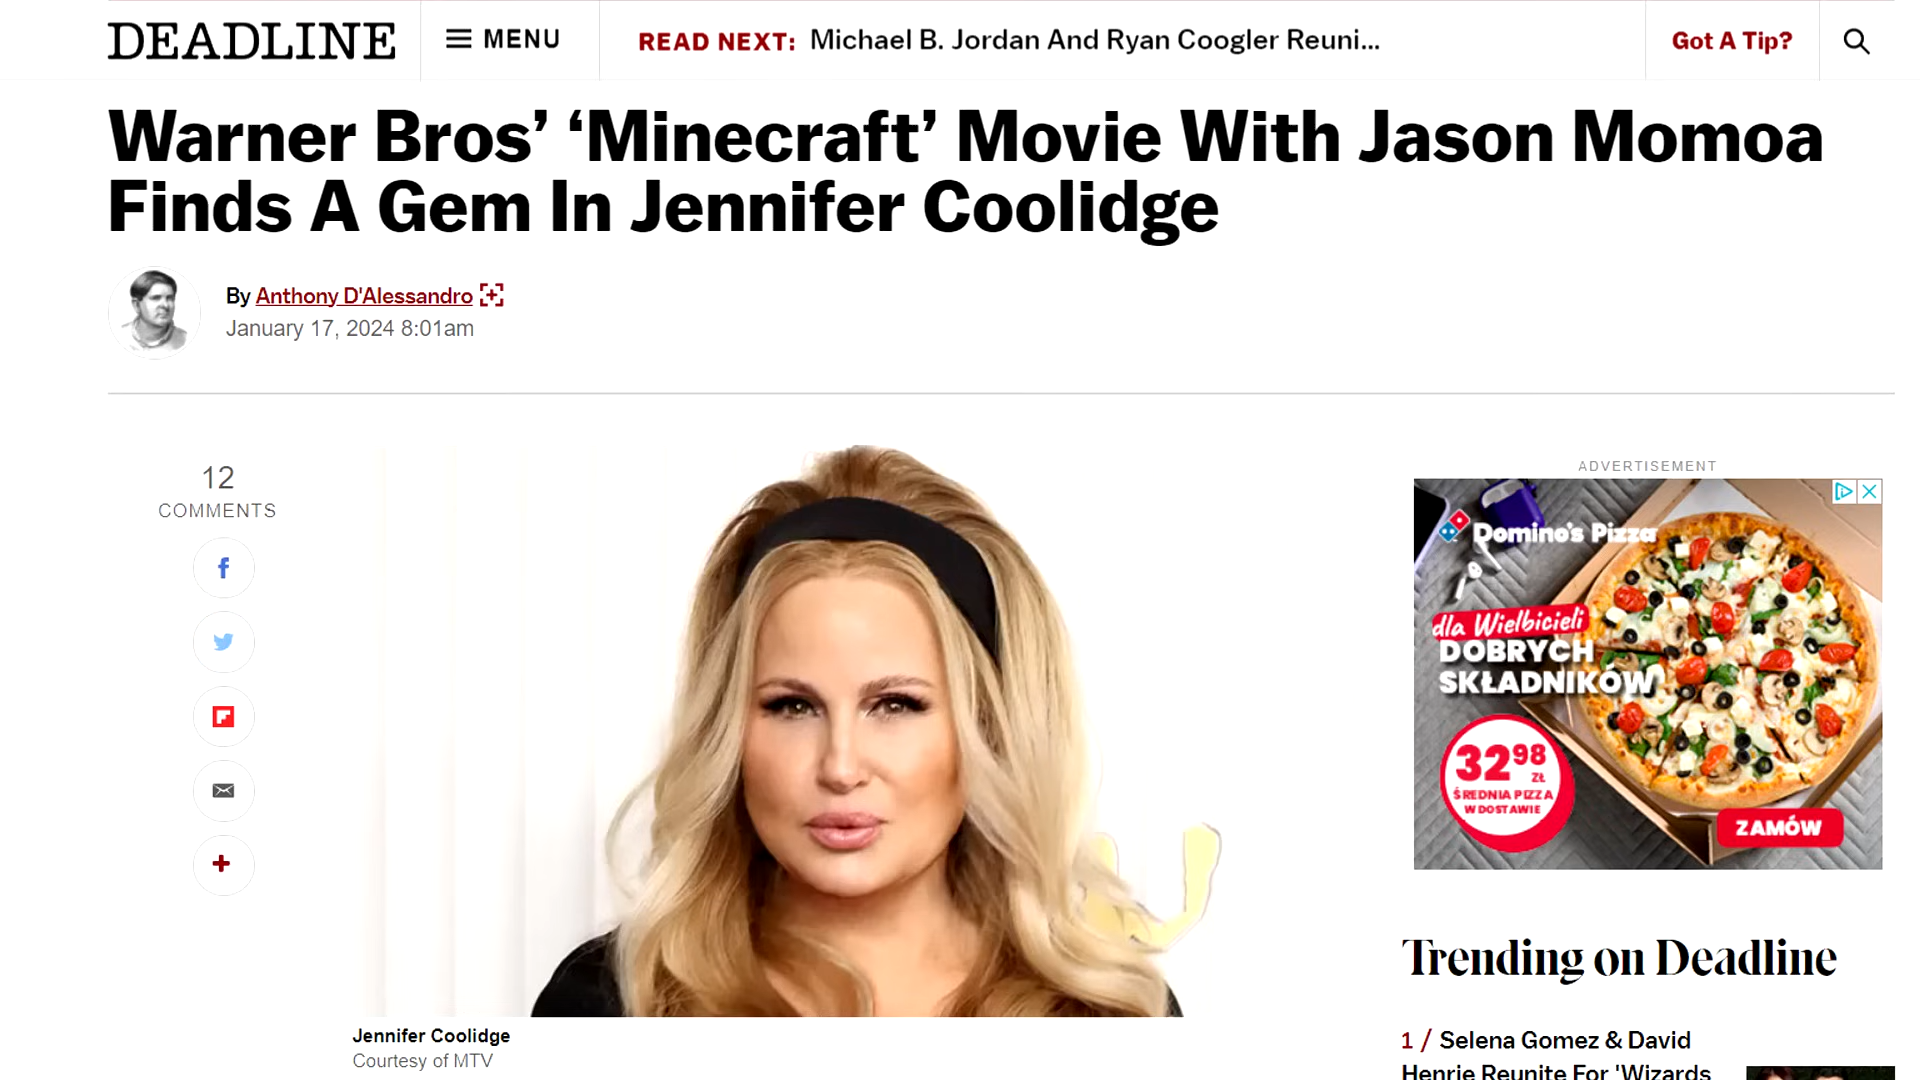 DEADLINE
MENU
READ NEXT: Michael B. Jordan And Ryan Coogler Reuni...
Got A Tip?
Warner Bros’ ‘Minecraft’ Movie With Jason Momoa
Finds A Gem In Jennifer Coolidge
By Anthony D'Alessandro
January 17, 2024 8:01am
12
COMMENTS
Jennifer Coolidge
Courtesy of MTV
ADVERTISEMENT
Domino's Pizza
dla Wielbicieli
DOBRYCH
SKŁADNIKÓW
3298
ZŁ
ŚREDNIA PIZZA
W DOSTAWIE
ZAMÓW
Trending on Deadline
1 / Selena Gomez & David
Henrie Reunite For 'Wizards